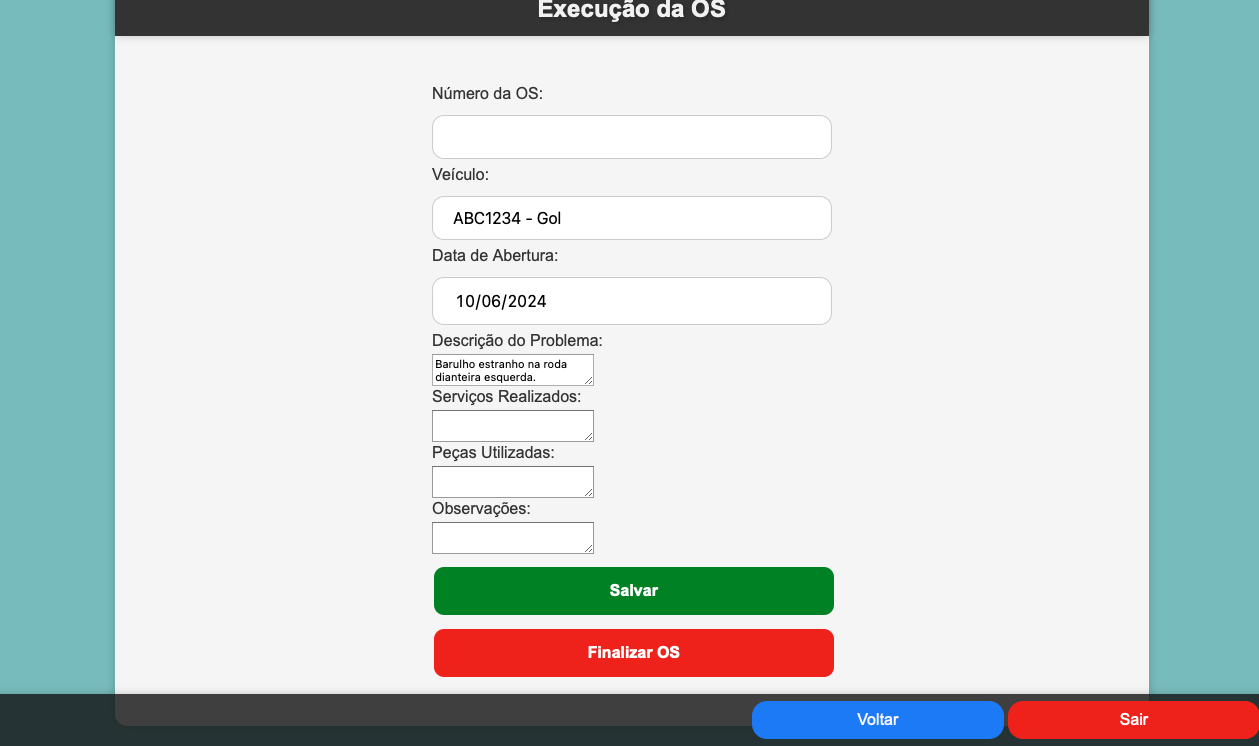 Execução da OS
Número da OS:
Veículo:
ABC1234 - Gol
Data de Abertura:
10/06/2024
Descrição do Problema:
Barulho estranho na roda
dianteira esquerda.
Serviços Realizados:
Peças Utilizadas:
Observações:
Salvar
Finalizar OS
Voltar
Sair